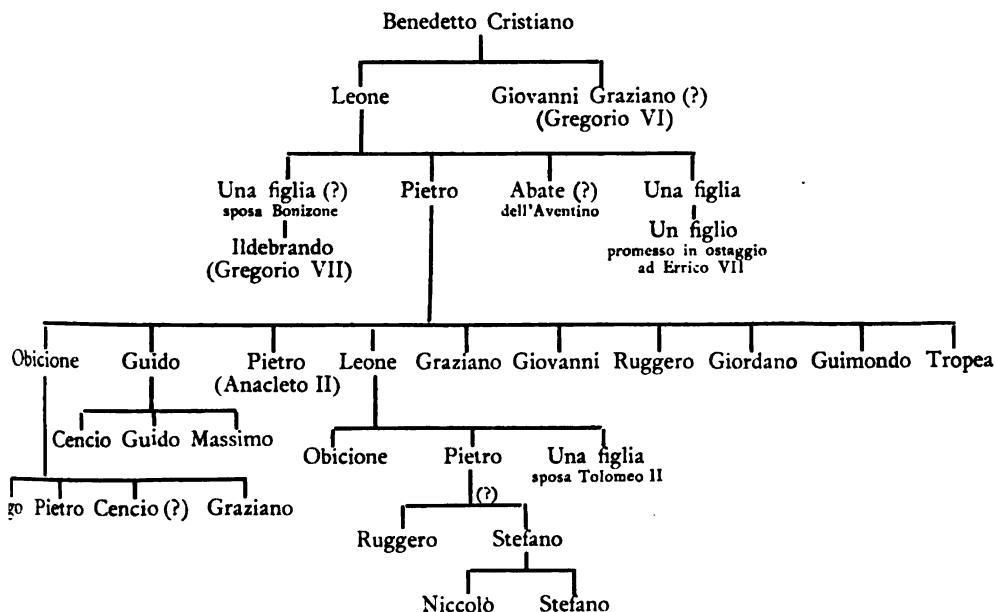 Benedetto Cristiano
Leone
Giovanni Graziano (?)
(Gregorio VI)
Una figlia (?)
sposa Bonizone
Ildebrando
(Gregorio VII)
Pietro
Abate (?)
dell'Aventino
Una figlia
Un figlio
promesso in ostaggio
ad Errico VII
Obicione
Guido
Pietro
(Anacleto II)
Leone
Graziano
Giovanni
Ruggero
Giordano
Guimondo
Tropea
Cencio Guido Massimo
Obicione
Pietro
Una figlia
sposa Tolomeo II
go Pietro Cencio (?) Graziano
(?)
Ruggero
Stefano
Niccolò
Stefano